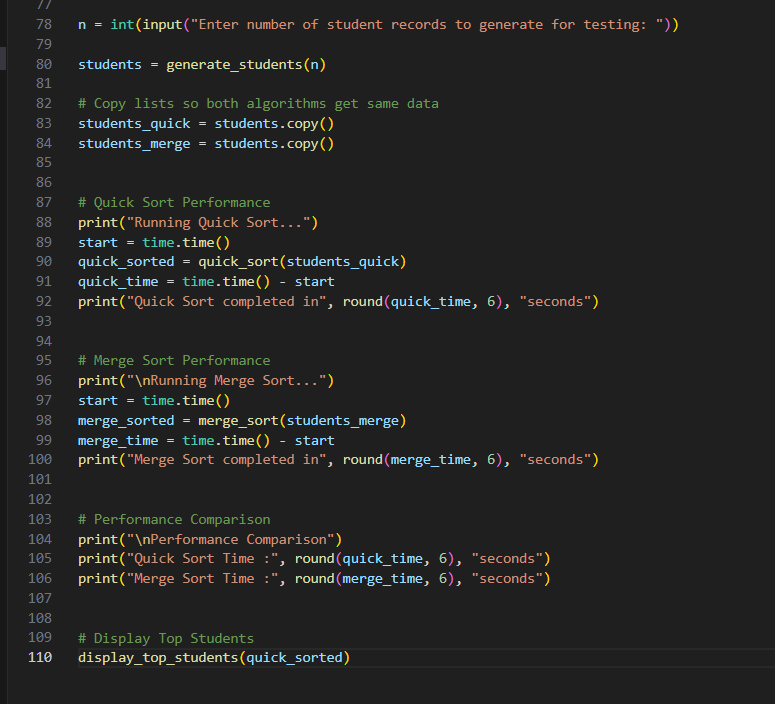 77
78 n = int(input("Enter number of student records to generate for testing: "))
79
80 students = generate_students(n)
81
82 # Copy lists so both algorithms get same data
83 students_quick = students.copy()
84 students_merge = students.copy()
85
86
87 # Quick Sort Performance
88 print("Running Quick Sort...")
89 start = time.time()
90 quick_sorted = quick_sort(students_quick)
91 quick_time = time.time() - start
92 print("Quick Sort completed in", round(quick_time, 6), "seconds")
93
94
95 # Merge Sort Performance
96 print("\nRunning Merge Sort...")
97 start = time.time()
98 merge_sorted = merge_sort(students_merge)
99 merge_time = time.time() - start
100 print("Merge Sort completed in", round(merge_time, 6), "seconds")
101
102
103 # Performance Comparison
104 print("\nPerformance Comparison")
105 print("Quick Sort Time :", round(quick_time, 6), "seconds")
106 print("Merge Sort Time :", round(merge_time, 6), "seconds")
107
108
109 # Display Top Students
110 display_top_students(quick_sorted)